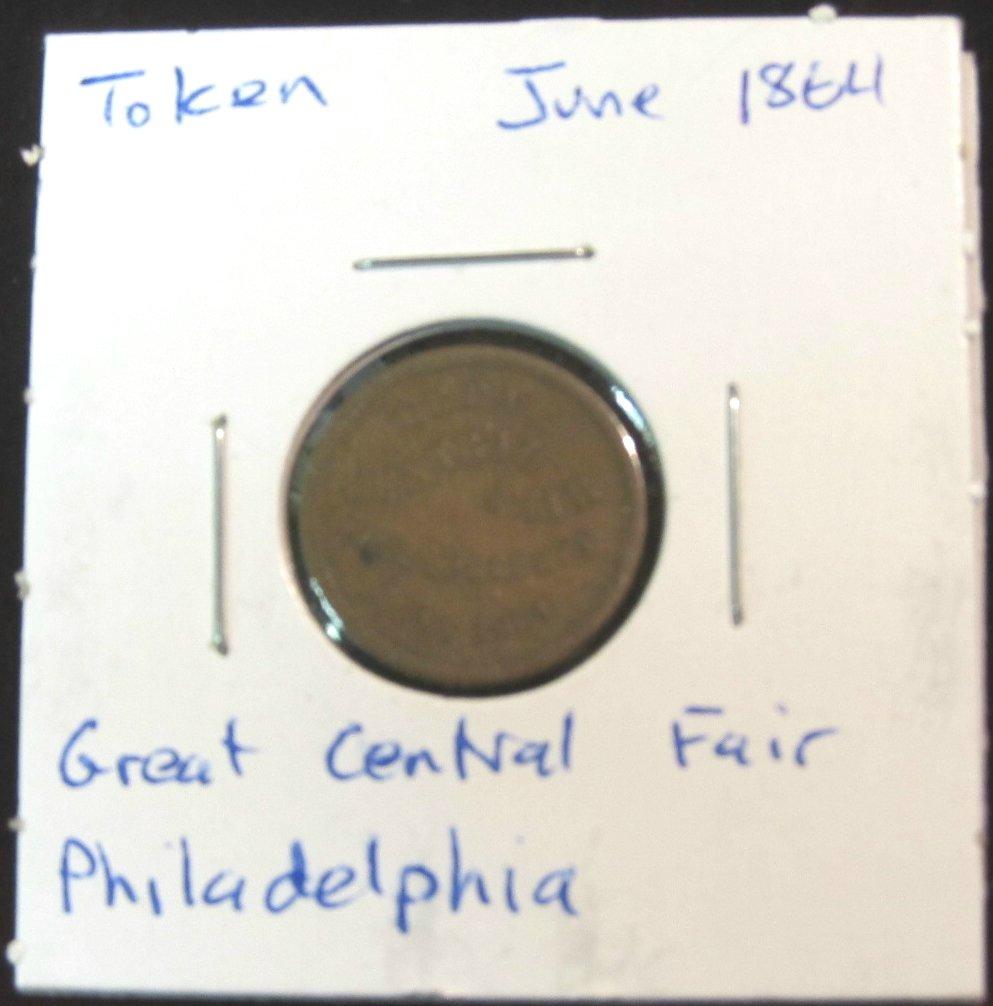 Token June 1864
Great Central Fair
Philadelphia